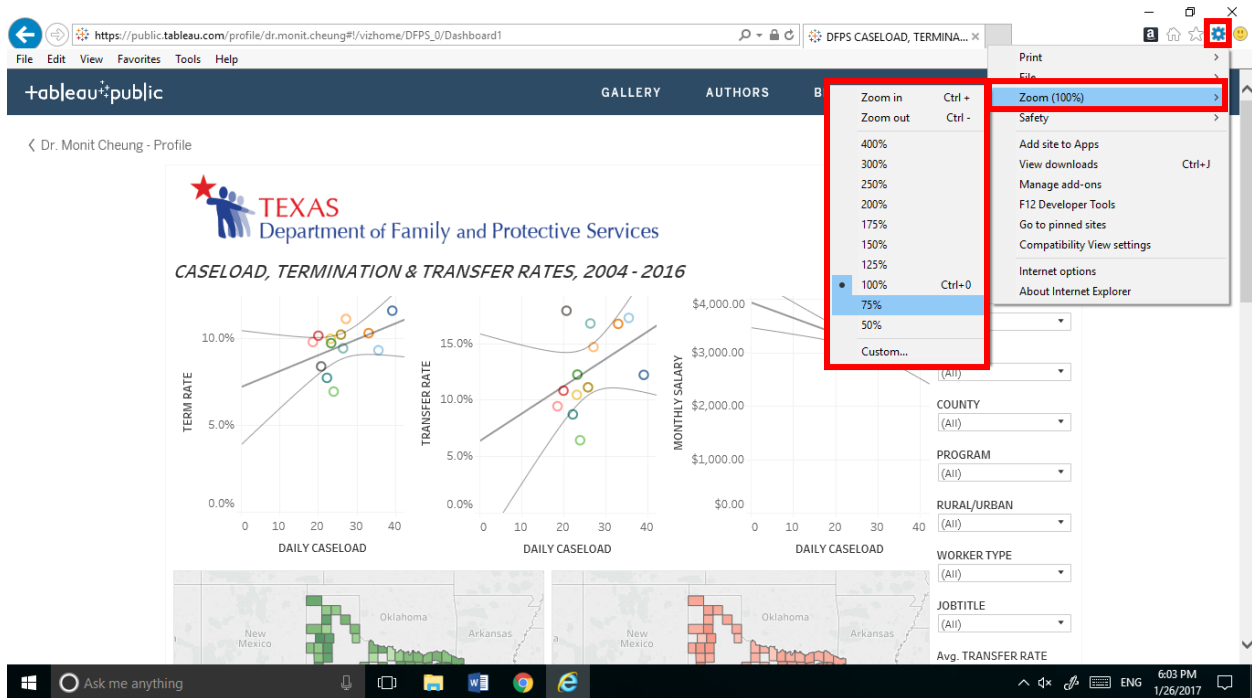 https://public.tableau.com/profile/dr.monit.cheung#!/vizhome/DFPS_0/Dashboard1
DFPS CASELOAD, TERMINA...
File Edit View Favorites Tools Help
+ableau public
GALLERY AUTHORS B
Print
File
Zoom (100%)
Safety
Add site to Apps
View downloads Ctrl+J
Manage add-ons
F12 Developer Tools
Go to pinned sites
Compatibility View settings
Internet options
About Internet Explorer
Zoom in Ctrl +
Zoom out Ctrl -
400%
300%
250%
200%
175%
150%
125%
100% Ctrl+0
75%
50%
Custom...
Dr. Monit Cheung - Profile
TEXAS
Department of Family and Protective Services
CASELOAD, TERMINATION & TRANSFER RATES, 2004 - 2016
TERM RATE
10.0%
5.0%
0.0%
0 10 20 30 40
DAILY CASELOAD
TRANSFER RATE
15.0%
10.0%
5.0%
0.0%
0 10 20 30 40
DAILY CASELOAD
MONTHLY SALARY
$4,000.00
$3,000.00
$2,000.00
$1,000.00
$0.00
0 10 20 30 40
DAILY CASELOAD
(All)
COUNTY
(All)
PROGRAM
(All)
RURAL/URBAN
(All)
WORKER TYPE
(All)
JOBTITLE
(All)
Avg. TRANSFER RATE
New
Mexico
Oklahoma
Arkansas
New
Mexico
Oklahoma
Arkansas
Ask me anything
ENG
6:03 PM
1/26/2017